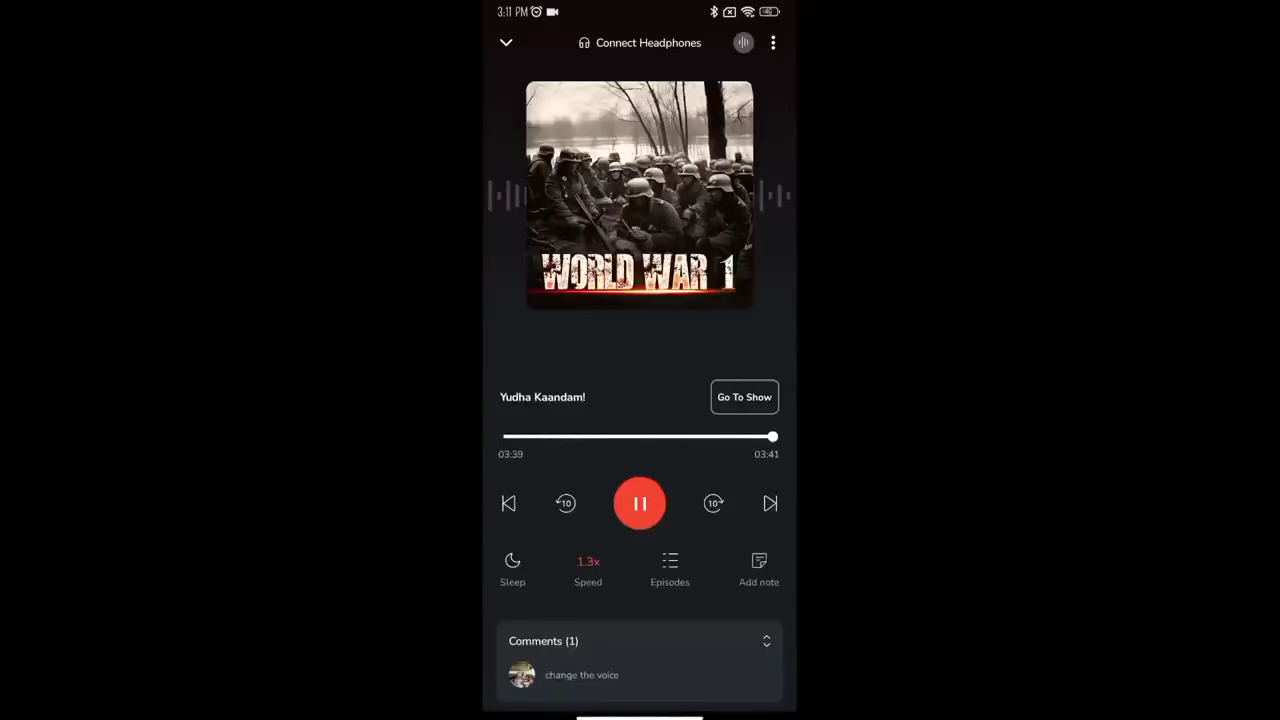 3:11 PM
Connect Headphones
WORLD WAR 1
Yudha Kaandam!
Go To Show
03:39
03:41
10
10
1.3x
Sleep
Speed
Episodes
Add note
Comments (1)
change the voice